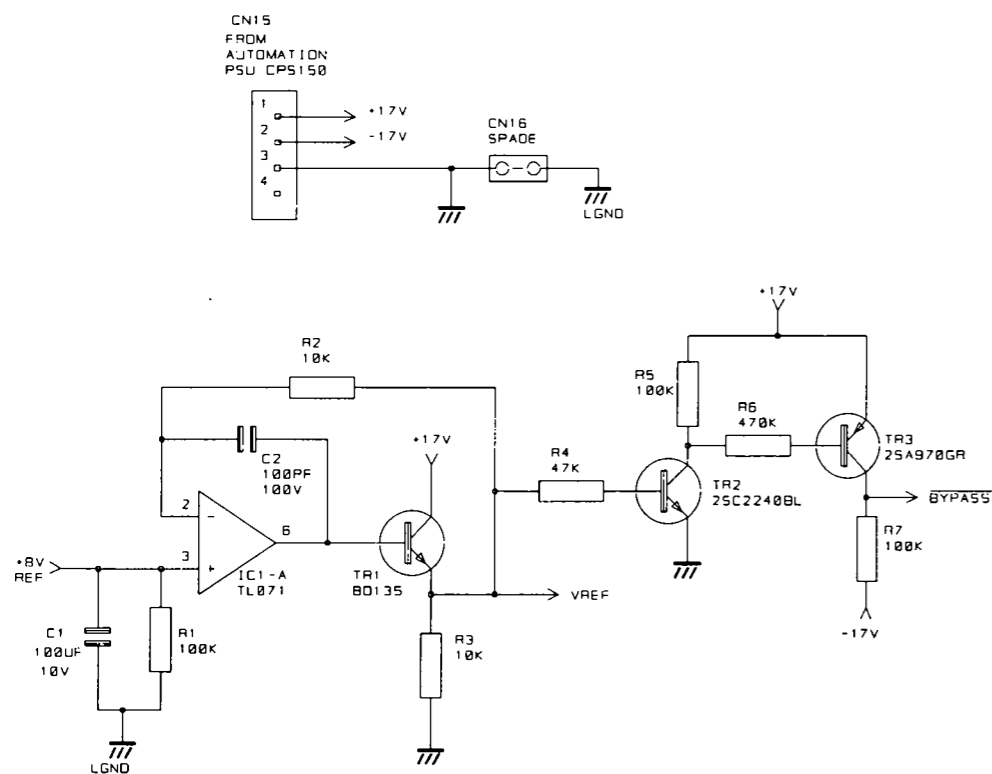 CN15
FROM
AUTOMATION
PSU CPS150
1
+17V
2
-17V
3
4
CN16
SPADE
LGND
+17V
R2
10K
R5
100K
R6
470K
C2
100PF
100V
+17V
R4
47K
TR3
2SA970GR
TR2
2SC2240BL
BYPASS
2
-
6
3
+
+8V
REF
IC1-A
TL071
TR1
BD135
VREF
R7
100K
-17V
C1
100UF
10V
R1
100K
R3
10K
LGND